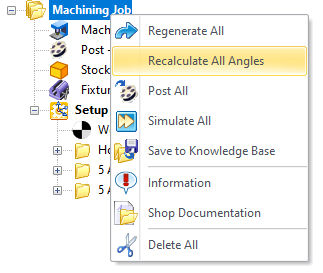 Machining Job
Regenerate All
Recalculate All Angles
Post All
Simulate All
Save to Knowledge Base
Information
Shop Documentation
Delete All
Mach
Post -
Stock
Fixtur
Setup
W
Ho
5 A
5 A